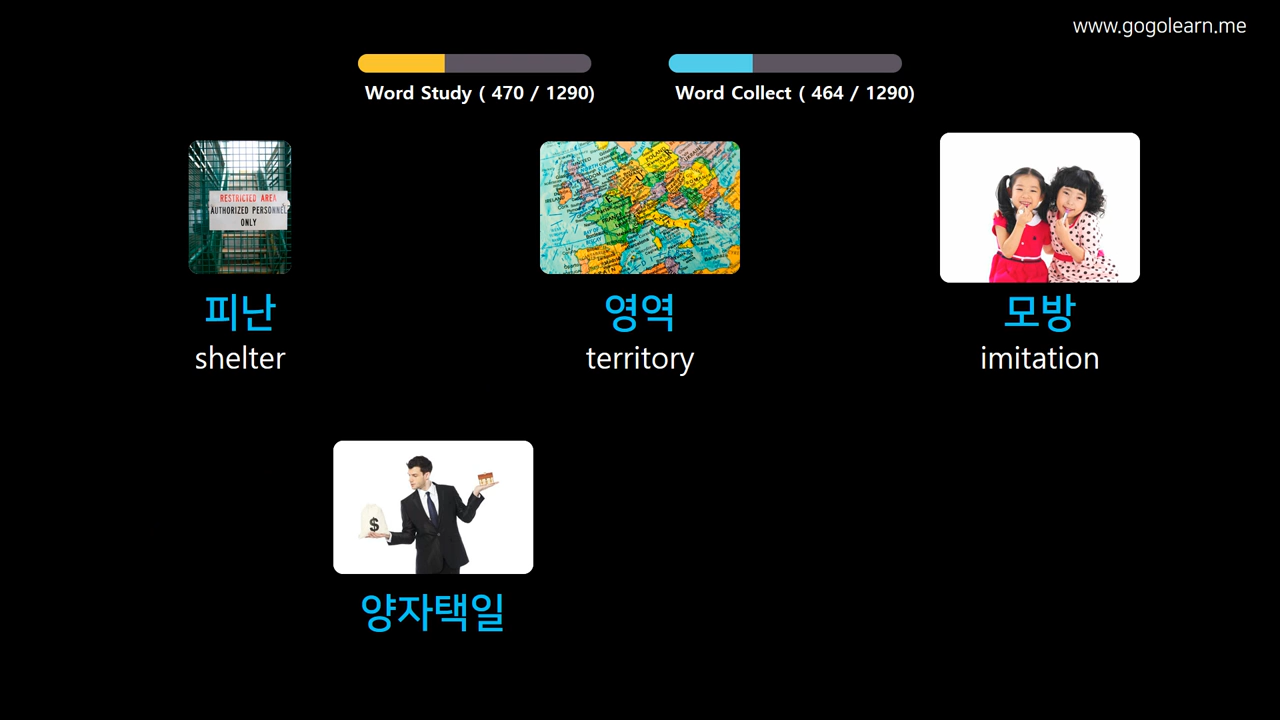 www.gogolearn.me
Word Study ( 470 / 1290)
Word Collect ( 464 / 1290)
RESTRICTED AREA
AUTHORIZED PERSONNEL
ONLY
피난
영역
모방
shelter
territory
imitation
$
양자택일